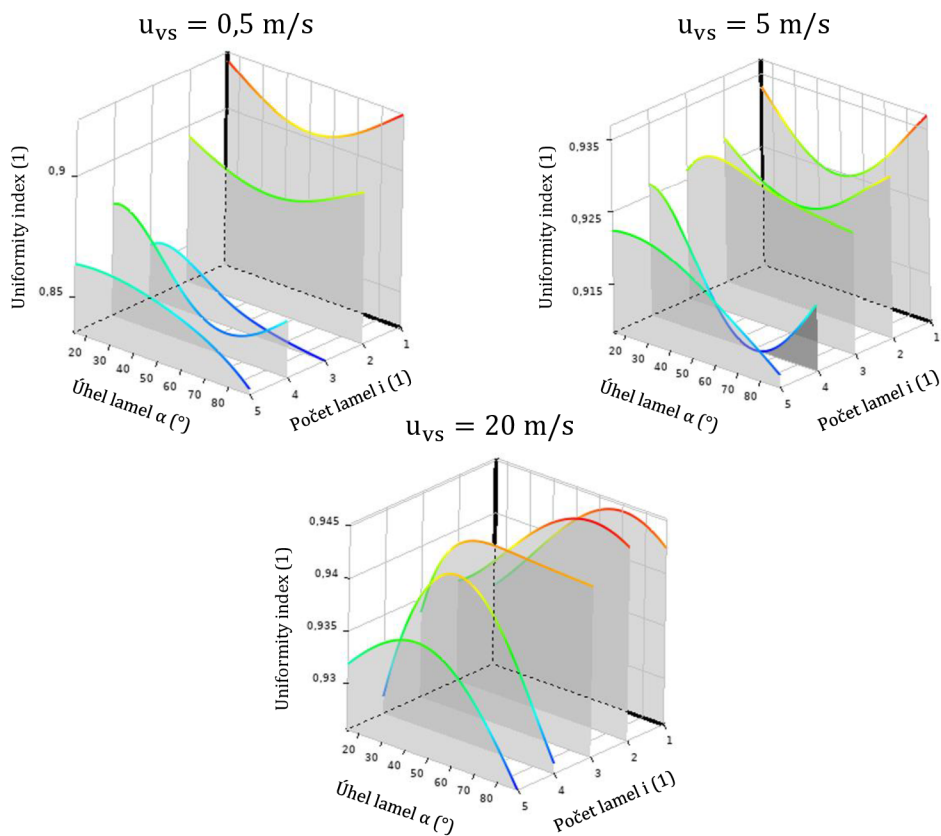 u_vs = 0,5 m/s
u_vs = 5 m/s
Uniformity index (1)
0,9
0,85
20 30 40 50 60 70 80
5 4 3 2 1
Úhel lamel α (°)
Počet lamel i (1)
Uniformity index (1)
0,935
0,925
0,915
20 30 40 50 60 70 80
5 4 3 2 1
Úhel lamel α (°)
Počet lamel i (1)
u_vs = 20 m/s
Uniformity index (1)
0,945
0,94
0,935
0,93
20 30 40 50 60 70 80
5 4 3 2 1
Úhel lamel α (°)
Počet lamel i (1)